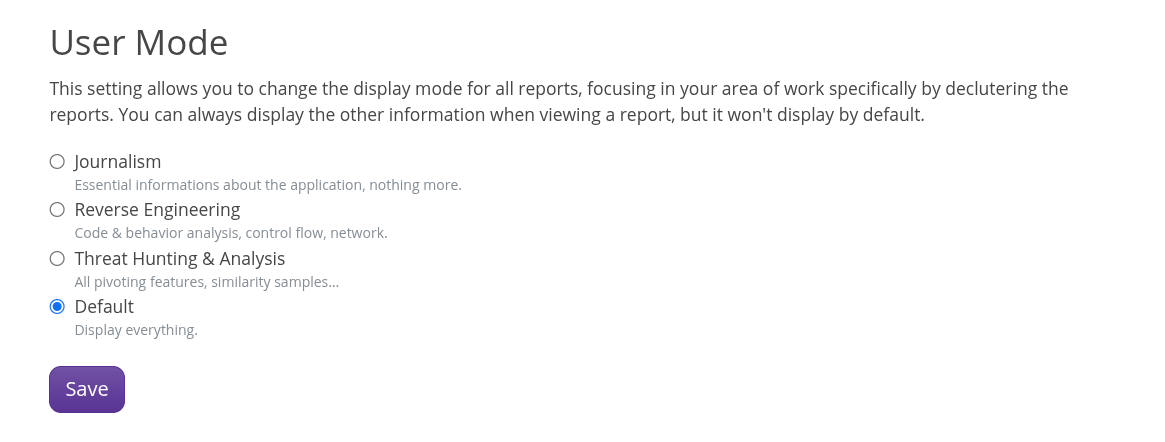 User Mode
This setting allows you to change the display mode for all reports, focusing in your area of work specifically by declutering the
reports. You can always display the other information when viewing a report, but it won't display by default.
Journalism
Essential informations about the application, nothing more.
Reverse Engineering
Code & behavior analysis, control flow, network.
Threat Hunting & Analysis
All pivoting features, similarity samples...
Default
Display everything.
Save